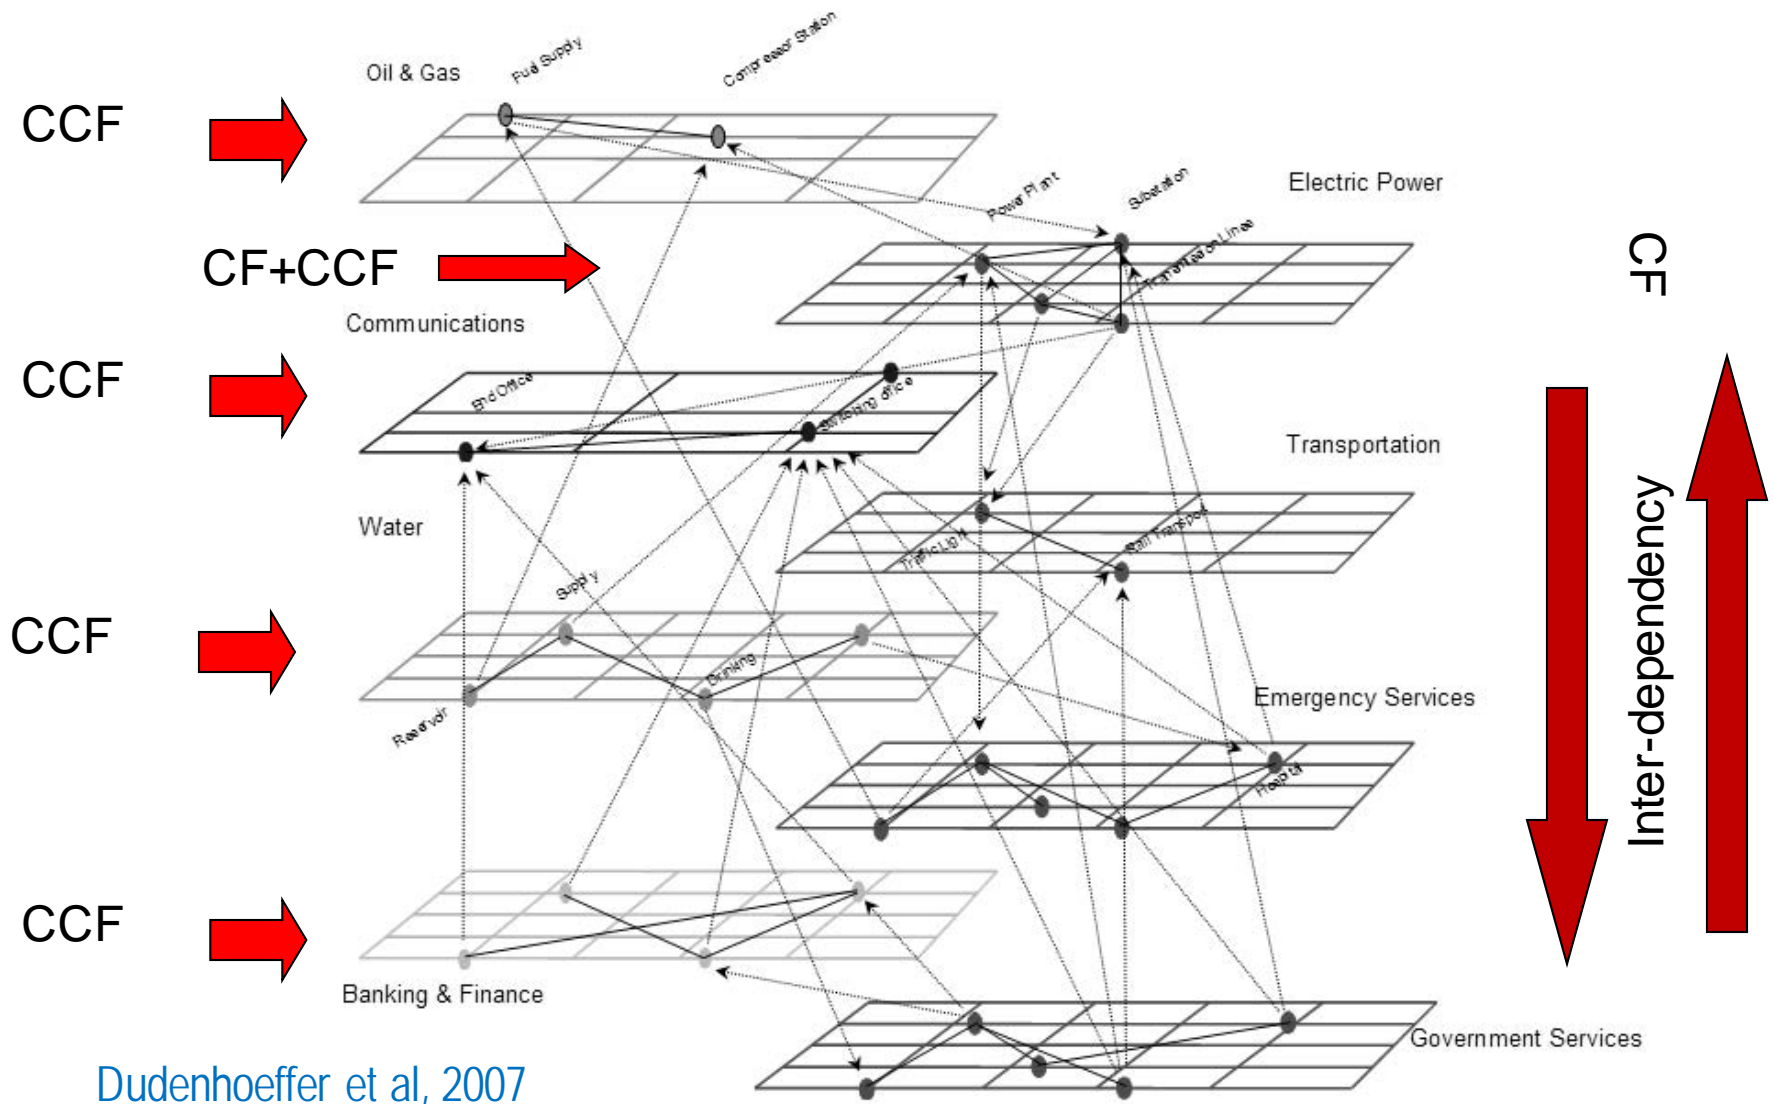 Oil & Gas
Fuel Supply
Compressor Station
CCF
Electric Power
Power Plant
Substation
Transmission Lines
CF+CCF
CF
Communications
CCF
End Office
Switching office
Transportation
Water
Traffic Light
Rail Transport
Inter-dependency
Supply
CCF
Drinking
Reservoir
Emergency Services
Hospital
CCF
Banking & Finance
Government Services
Dudenhoeffer et al, 2007